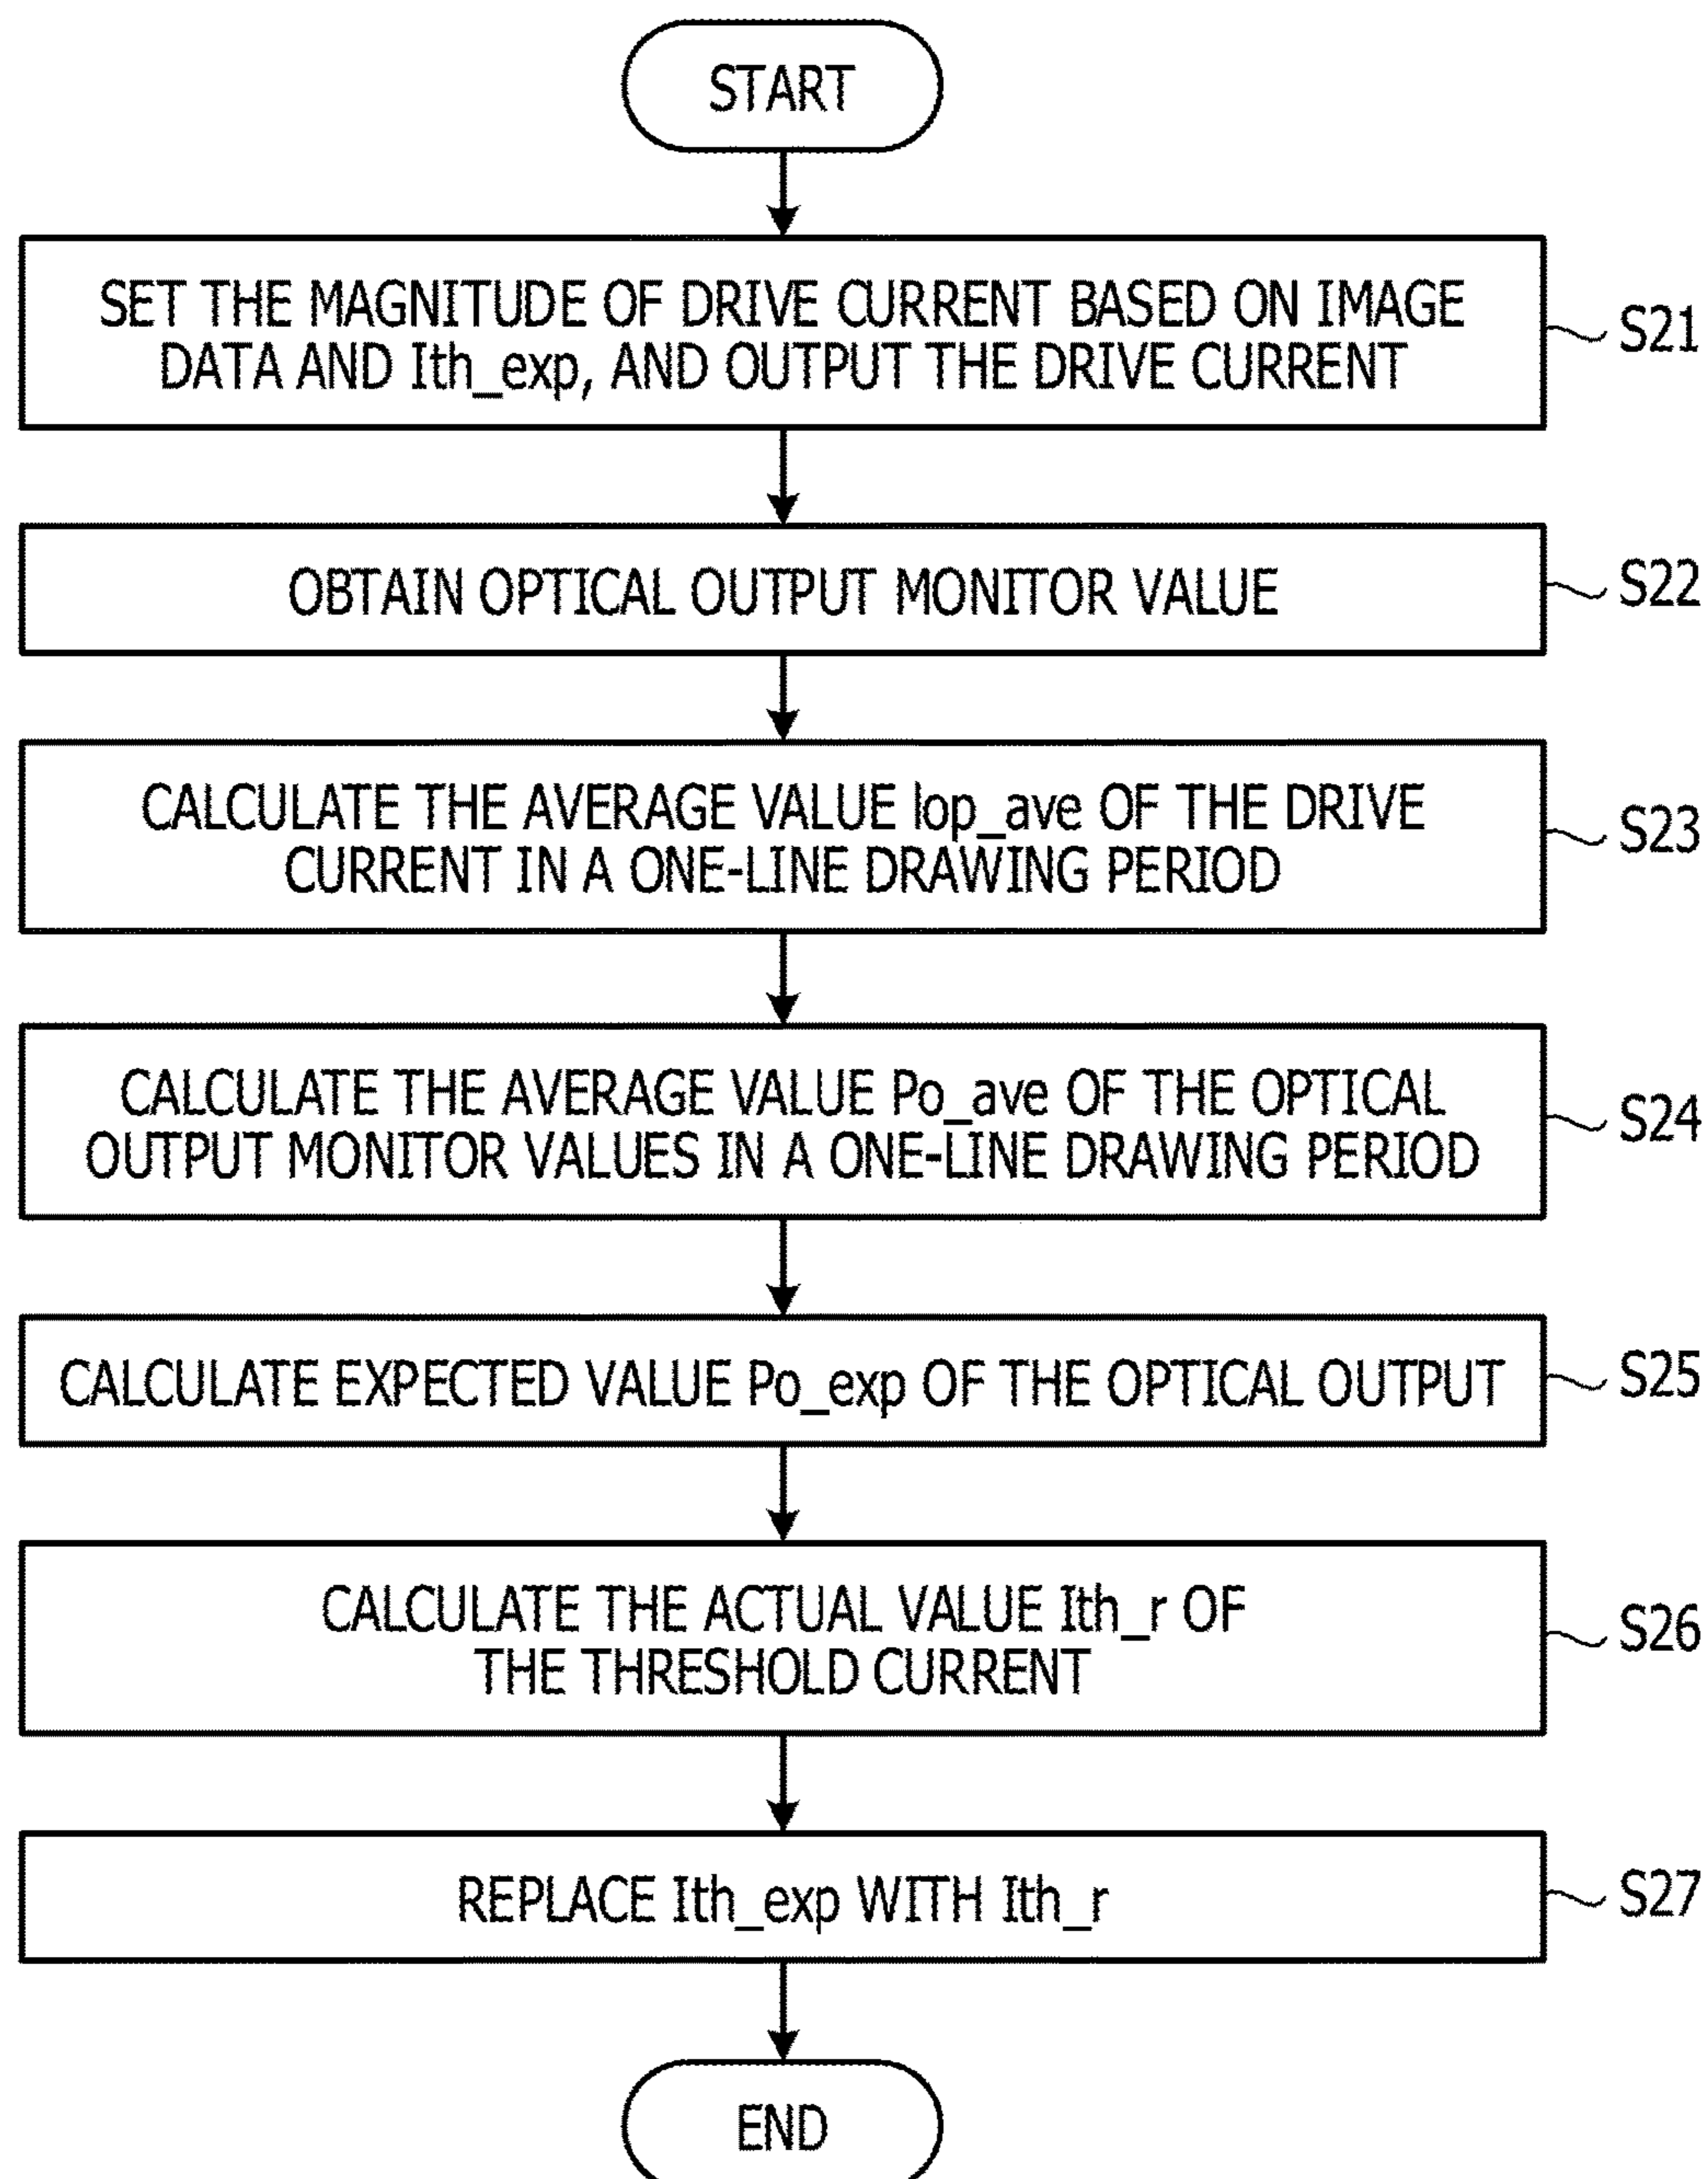 START
SET THE MAGNITUDE OF DRIVE CURRENT BASED ON IMAGE
DATA AND Ith_exp, AND OUTPUT THE DRIVE CURRENT
S21
OBTAIN OPTICAL OUTPUT MONITOR VALUE
S22
CALCULATE THE AVERAGE VALUE Iop_ave OF THE DRIVE
CURRENT IN A ONE-LINE DRAWING PERIOD
S23
CALCULATE THE AVERAGE VALUE Po_ave OF THE OPTICAL
OUTPUT MONITOR VALUES IN A ONE-LINE DRAWING PERIOD
S24
CALCULATE EXPECTED VALUE Po_exp OF THE OPTICAL OUTPUT
S25
CALCULATE THE ACTUAL VALUE Ith_r OF
THE THRESHOLD CURRENT
S26
REPLACE Ith_exp WITH Ith_r
S27
END